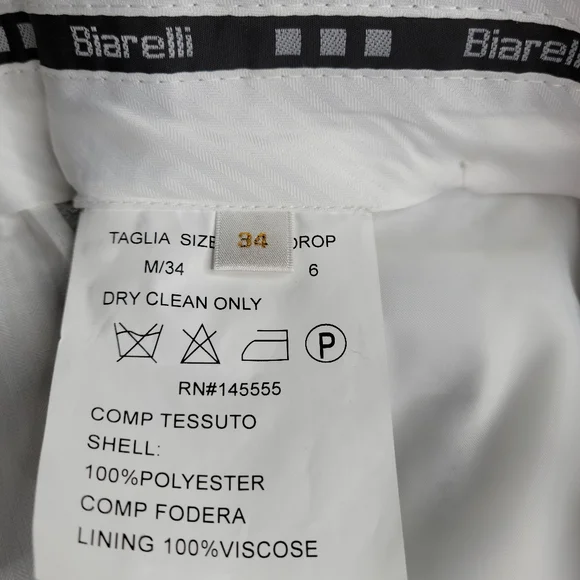 Biarelli Biarelli
TAGLIA SIZE 34 DROP
M/34 6
DRY CLEAN ONLY
P
RN#145555
COMP TESSUTO
SHELL:
100%POLYESTER
COMP FODERA
LINING 100%VISCOSE